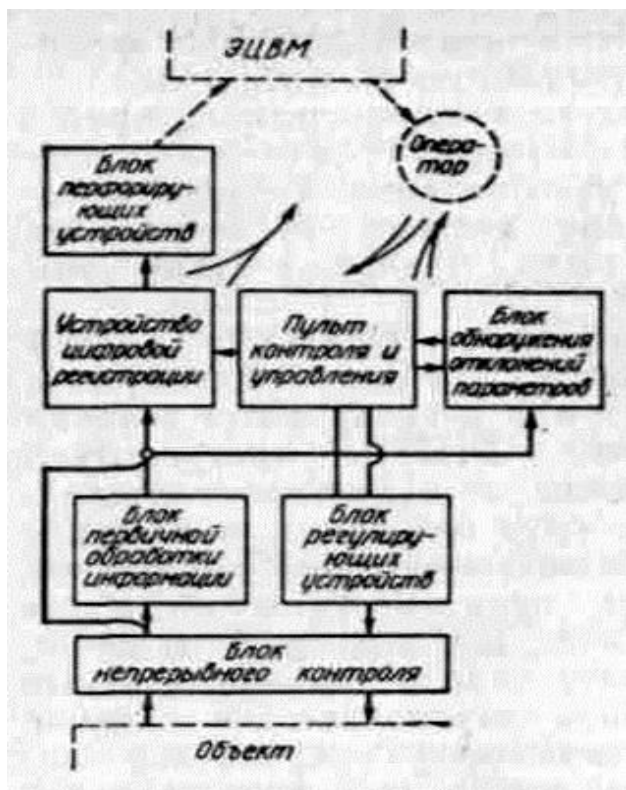 ЭЦВМ
Опера-
тор
Блок
перфориру-
ющих
устройств
Устройство
цифровой
регистрации
Пульт
контроля и
управления
Блок
обнаружения
отклонений
параметров
Блок
первичной
обработки
информации
Блок
регулиру-
ющих
устройств
Блок
непрерывного контроля
Объект